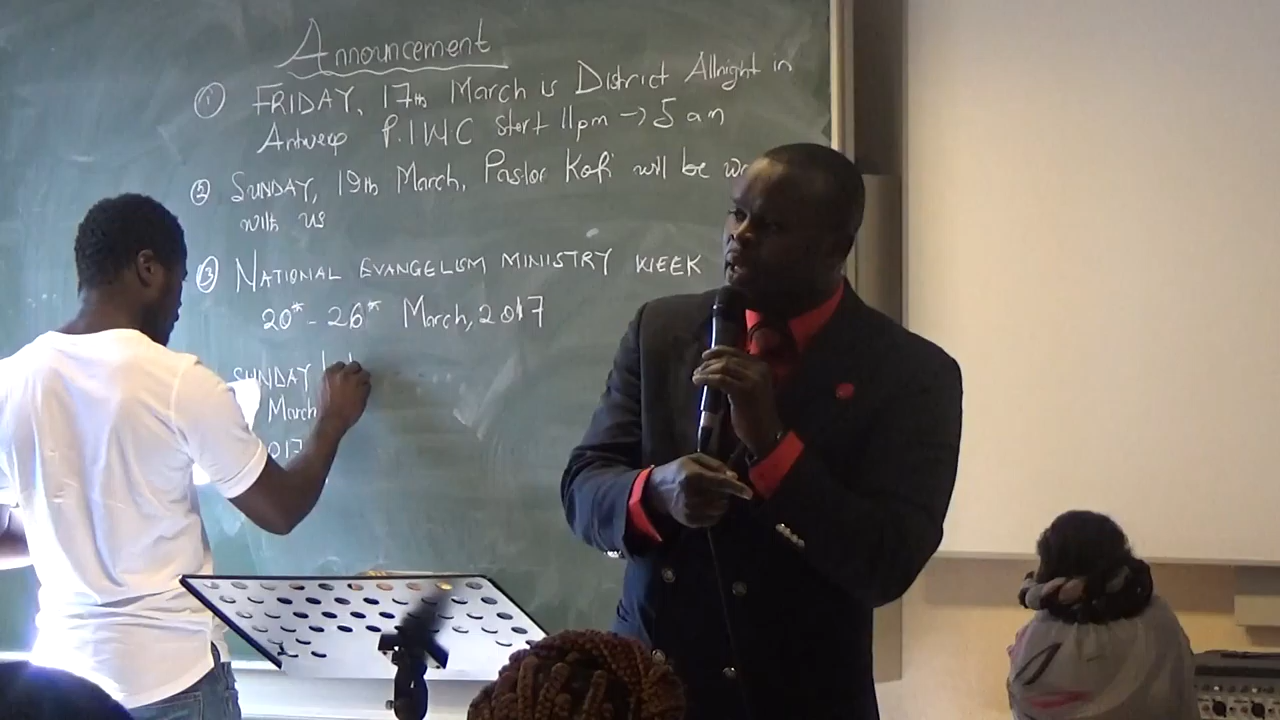 Announcement
① FRIDAY, 17th March is District Allnight in
Antwerp P.I.W.C Start 11pm → 5 am
② SUNDAY, 19th March, Pastor Kofi will be
with us
③ NATIONAL EVANGELISM MINISTRY WEEK
20th - 26th March, 2017
SUNDAY
March